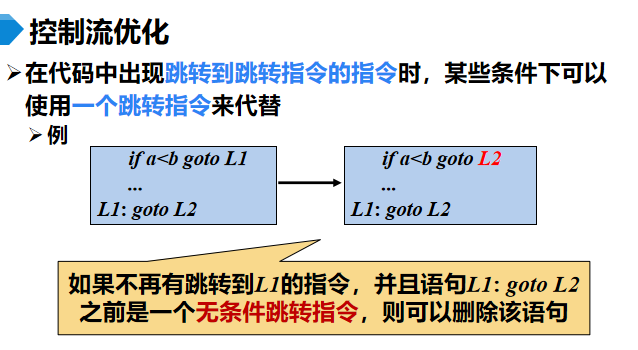 控制流优化
➢在代码中出现跳转到跳转指令的指令时，某些条件下可以
使用一个跳转指令来代替
➢例
if a<b goto L1
...
L1: goto L2
if a<b goto L2
...
L1: goto L2
如果不再有跳转到L1的指令，并且语句L1: goto L2
之前是一个无条件跳转指令，则可以删除该语句